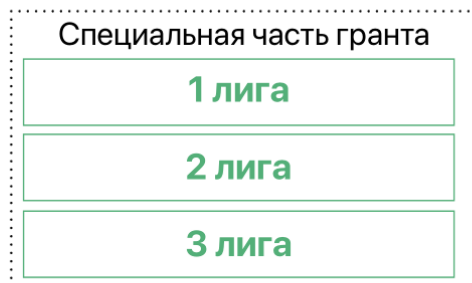 Специальная часть гранта
1 лига
2 лига
3 лига